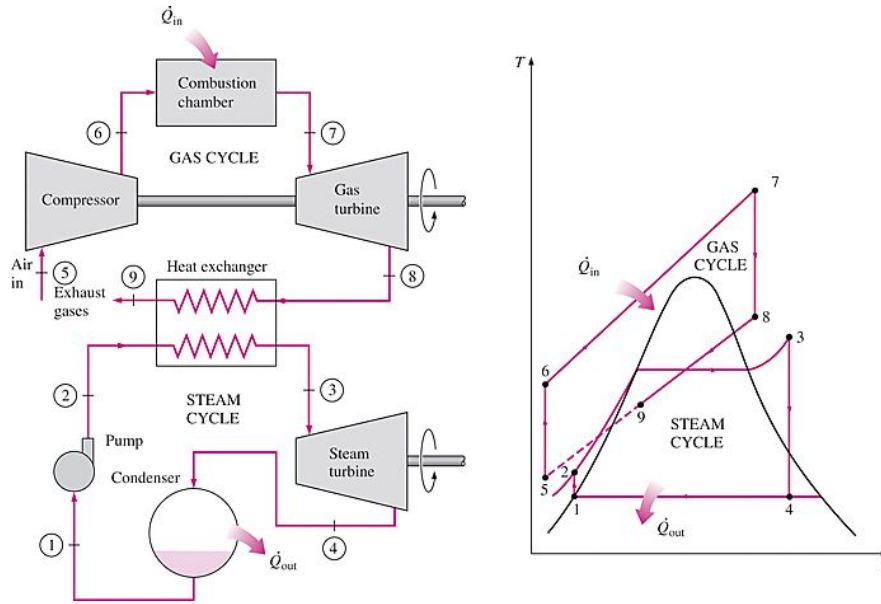 Q̇in
Combustion
chamber
6
7
GAS CYCLE
Compressor
Gas
turbine
Air
in
5
9
Heat exchanger
8
Exhaust
gases
2
3
STEAM
CYCLE
Pump
Condenser
Steam
turbine
1
4
Q̇out
T
7
GAS
CYCLE
Q̇in
8
3
6
9
STEAM
CYCLE
5
2
1
4
Q̇out